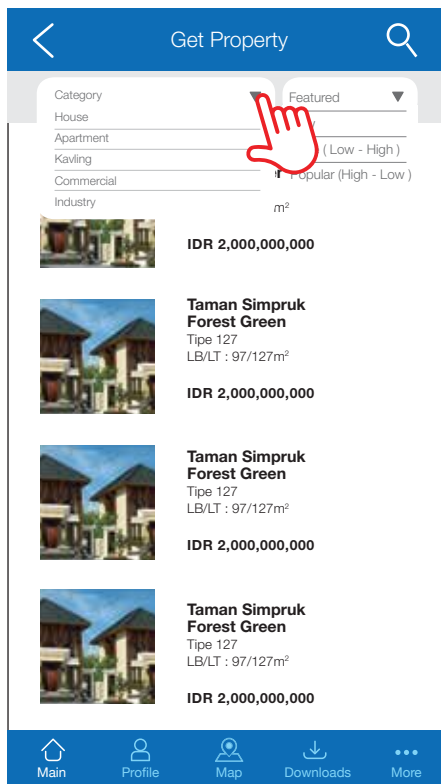 Get Property
Category
House
Apartment
Kavling
Commercial
Industry
Featured
( Low - High )
Popular (High - Low )
m²
IDR 2,000,000,000
Taman Simpruk
Forest Green
Tipe 127
LB/LT : 97/127m²
IDR 2,000,000,000
Taman Simpruk
Forest Green
Tipe 127
LB/LT : 97/127m²
IDR 2,000,000,000
Taman Simpruk
Forest Green
Tipe 127
LB/LT : 97/127m²
IDR 2,000,000,000
Main
Profile
Map
Downloads
More